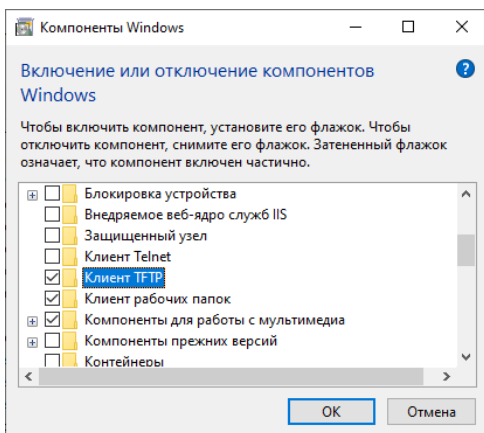 Компоненты Windows
Включение или отключение компонентов
Windows
Чтобы включить компонент, установите его флажок. Чтобы
отключить компонент, снимите его флажок. Затененный флажок
означает, что компонент включен частично.
Блокировка устройства
Внедряемое веб-ядро служб IIS
Защищенный узел
Клиент Telnet
Клиент TFTP
Клиент рабочих папок
Компоненты для работы с мультимедиа
Компоненты прежних версий
Контейнеры
ОК
Отмена